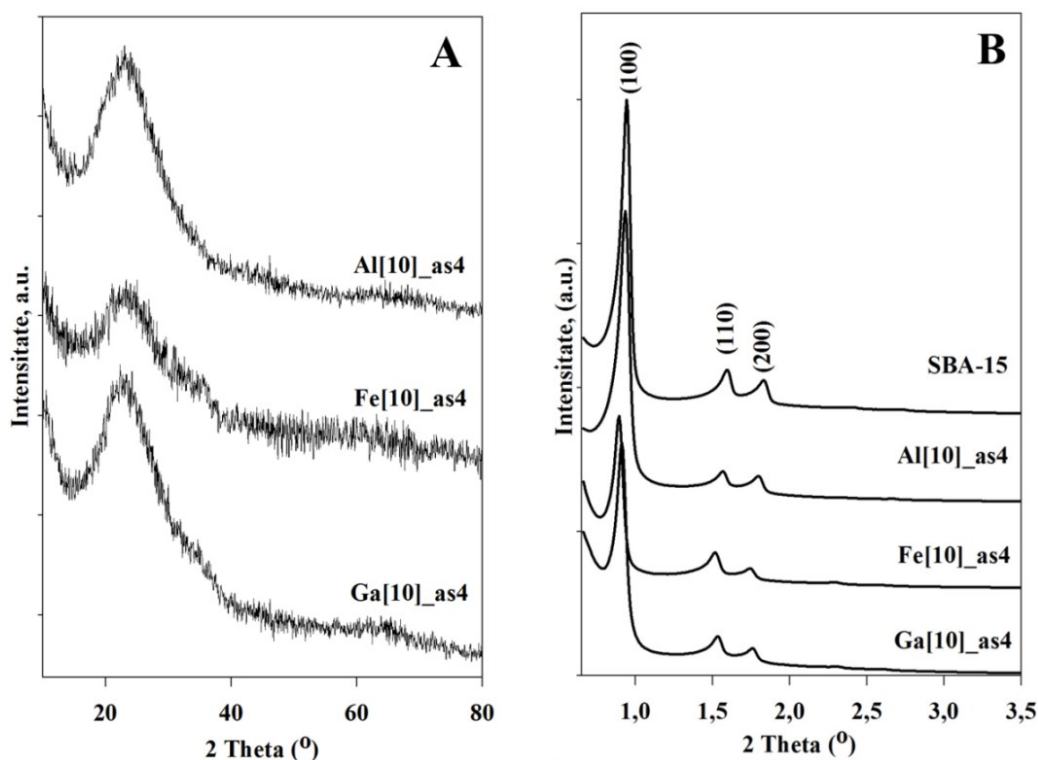 A
Intensitate, a.u.
Al[10]_as4
Fe[10]_as4
Ga[10]_as4
20
40
60
80
2 Theta (º)
B
Intensitate, (a.u.)
(100)
(110)
(200)
SBA-15
Al[10]_as4
Fe[10]_as4
Ga[10]_as4
1,0
1,5
2,0
2,5
3,0
3,5
2 Theta (º)